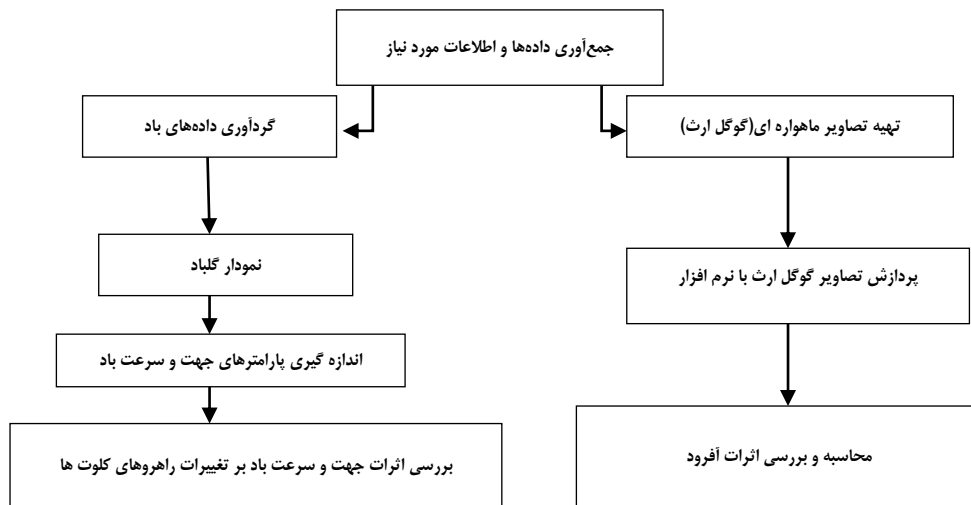 جمع‌آوری داده‌ها و اطلاعات مورد نیاز
تهیه تصاویر ماهواره ای(گوگل ارث)
گردآوری داده‌های باد
پردازش تصاویر گوگل ارث با نرم افزار
نمودار گلباد
اندازه گیری پارامترهای جهت و سرعت باد
محاسبه و بررسی اثرات آفرود
بررسی اثرات جهت و سرعت باد بر تغییرات راهروهای کلوت ها